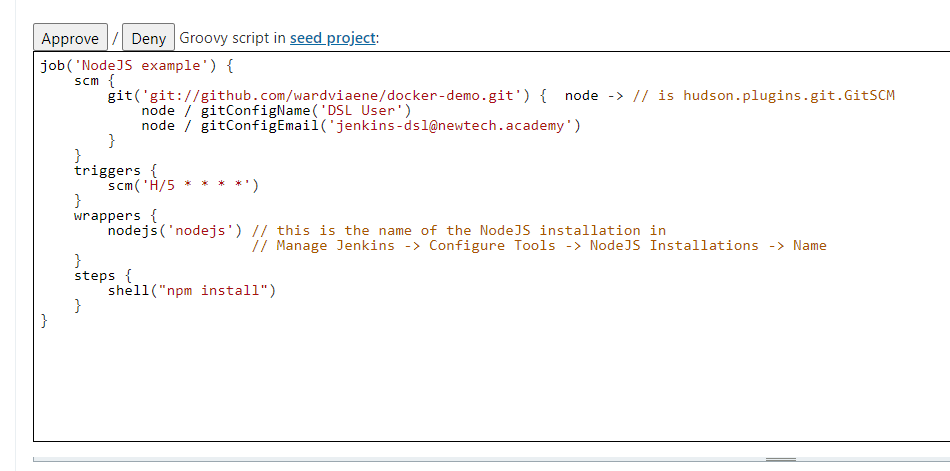 Approve / Deny Groovy script in seed project:
job('NodeJS example') {
    scm {
        git('git://github.com/wardviaene/docker-demo.git') {  node -> // is hudson.plugins.git.GitSCM
            node / gitConfigName('DSL User')
            node / gitConfigEmail('jenkins-dsl@newtech.academy')
        }
    }
    triggers {
        scm('H/5 * * * *')
    }
    wrappers {
        nodejs('nodejs') // this is the name of the NodeJS installation in
                         // Manage Jenkins -> Configure Tools -> NodeJS Installations -> Name
    }
    steps {
        shell("npm install")
    }
}